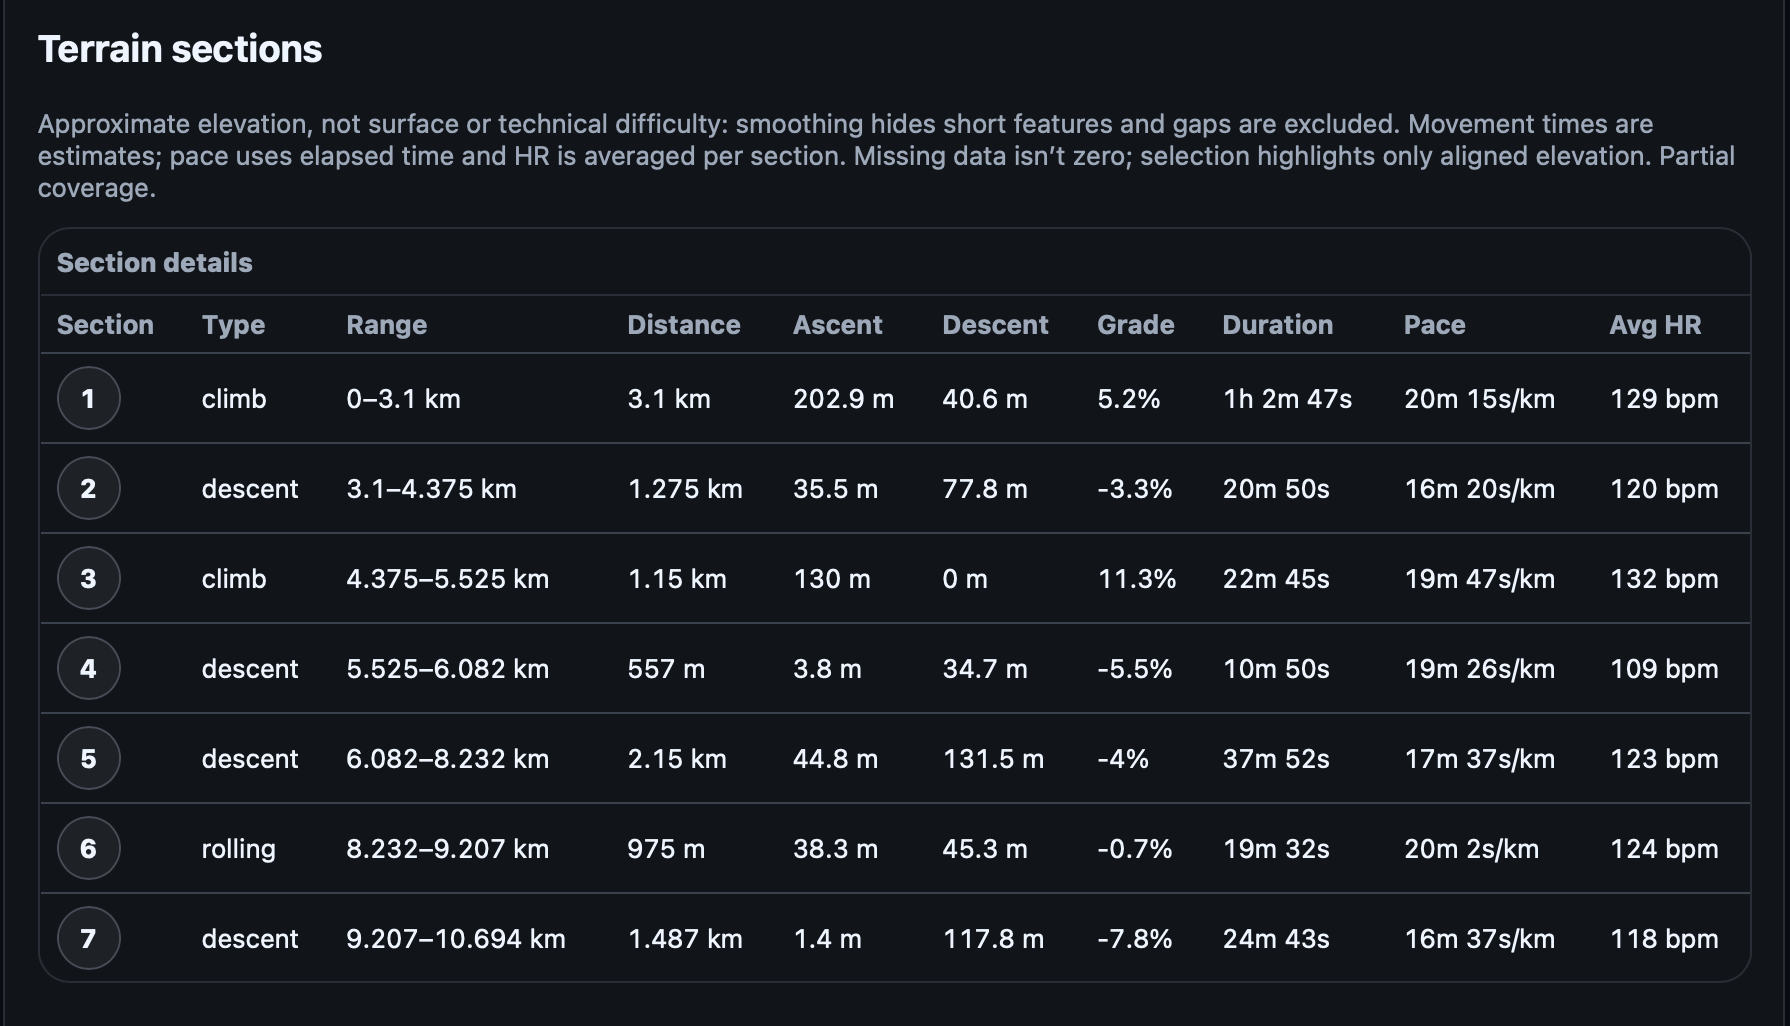 Terrain sections
Approximate elevation, not surface or technical difficulty: smoothing hides short features and gaps are excluded. Movement times are
estimates; pace uses elapsed time and HR is averaged per section. Missing data isn’t zero; selection highlights only aligned elevation. Partial
coverage.
Section details
Section Type Range Distance Ascent Descent Grade Duration Pace Avg HR
1 climb 0–3.1 km 3.1 km 202.9 m 40.6 m 5.2% 1h 2m 47s 20m 15s/km 129 bpm
2 descent 3.1–4.375 km 1.275 km 35.5 m 77.8 m -3.3% 20m 50s 16m 20s/km 120 bpm
3 climb 4.375–5.525 km 1.15 km 130 m 0 m 11.3% 22m 45s 19m 47s/km 132 bpm
4 descent 5.525–6.082 km 557 m 3.8 m 34.7 m -5.5% 10m 50s 19m 26s/km 109 bpm
5 descent 6.082–8.232 km 2.15 km 44.8 m 131.5 m -4% 37m 52s 17m 37s/km 123 bpm
6 rolling 8.232–9.207 km 975 m 38.3 m 45.3 m -0.7% 19m 32s 20m 2s/km 124 bpm
7 descent 9.207–10.694 km 1.487 km 1.4 m 117.8 m -7.8% 24m 43s 16m 37s/km 118 bpm